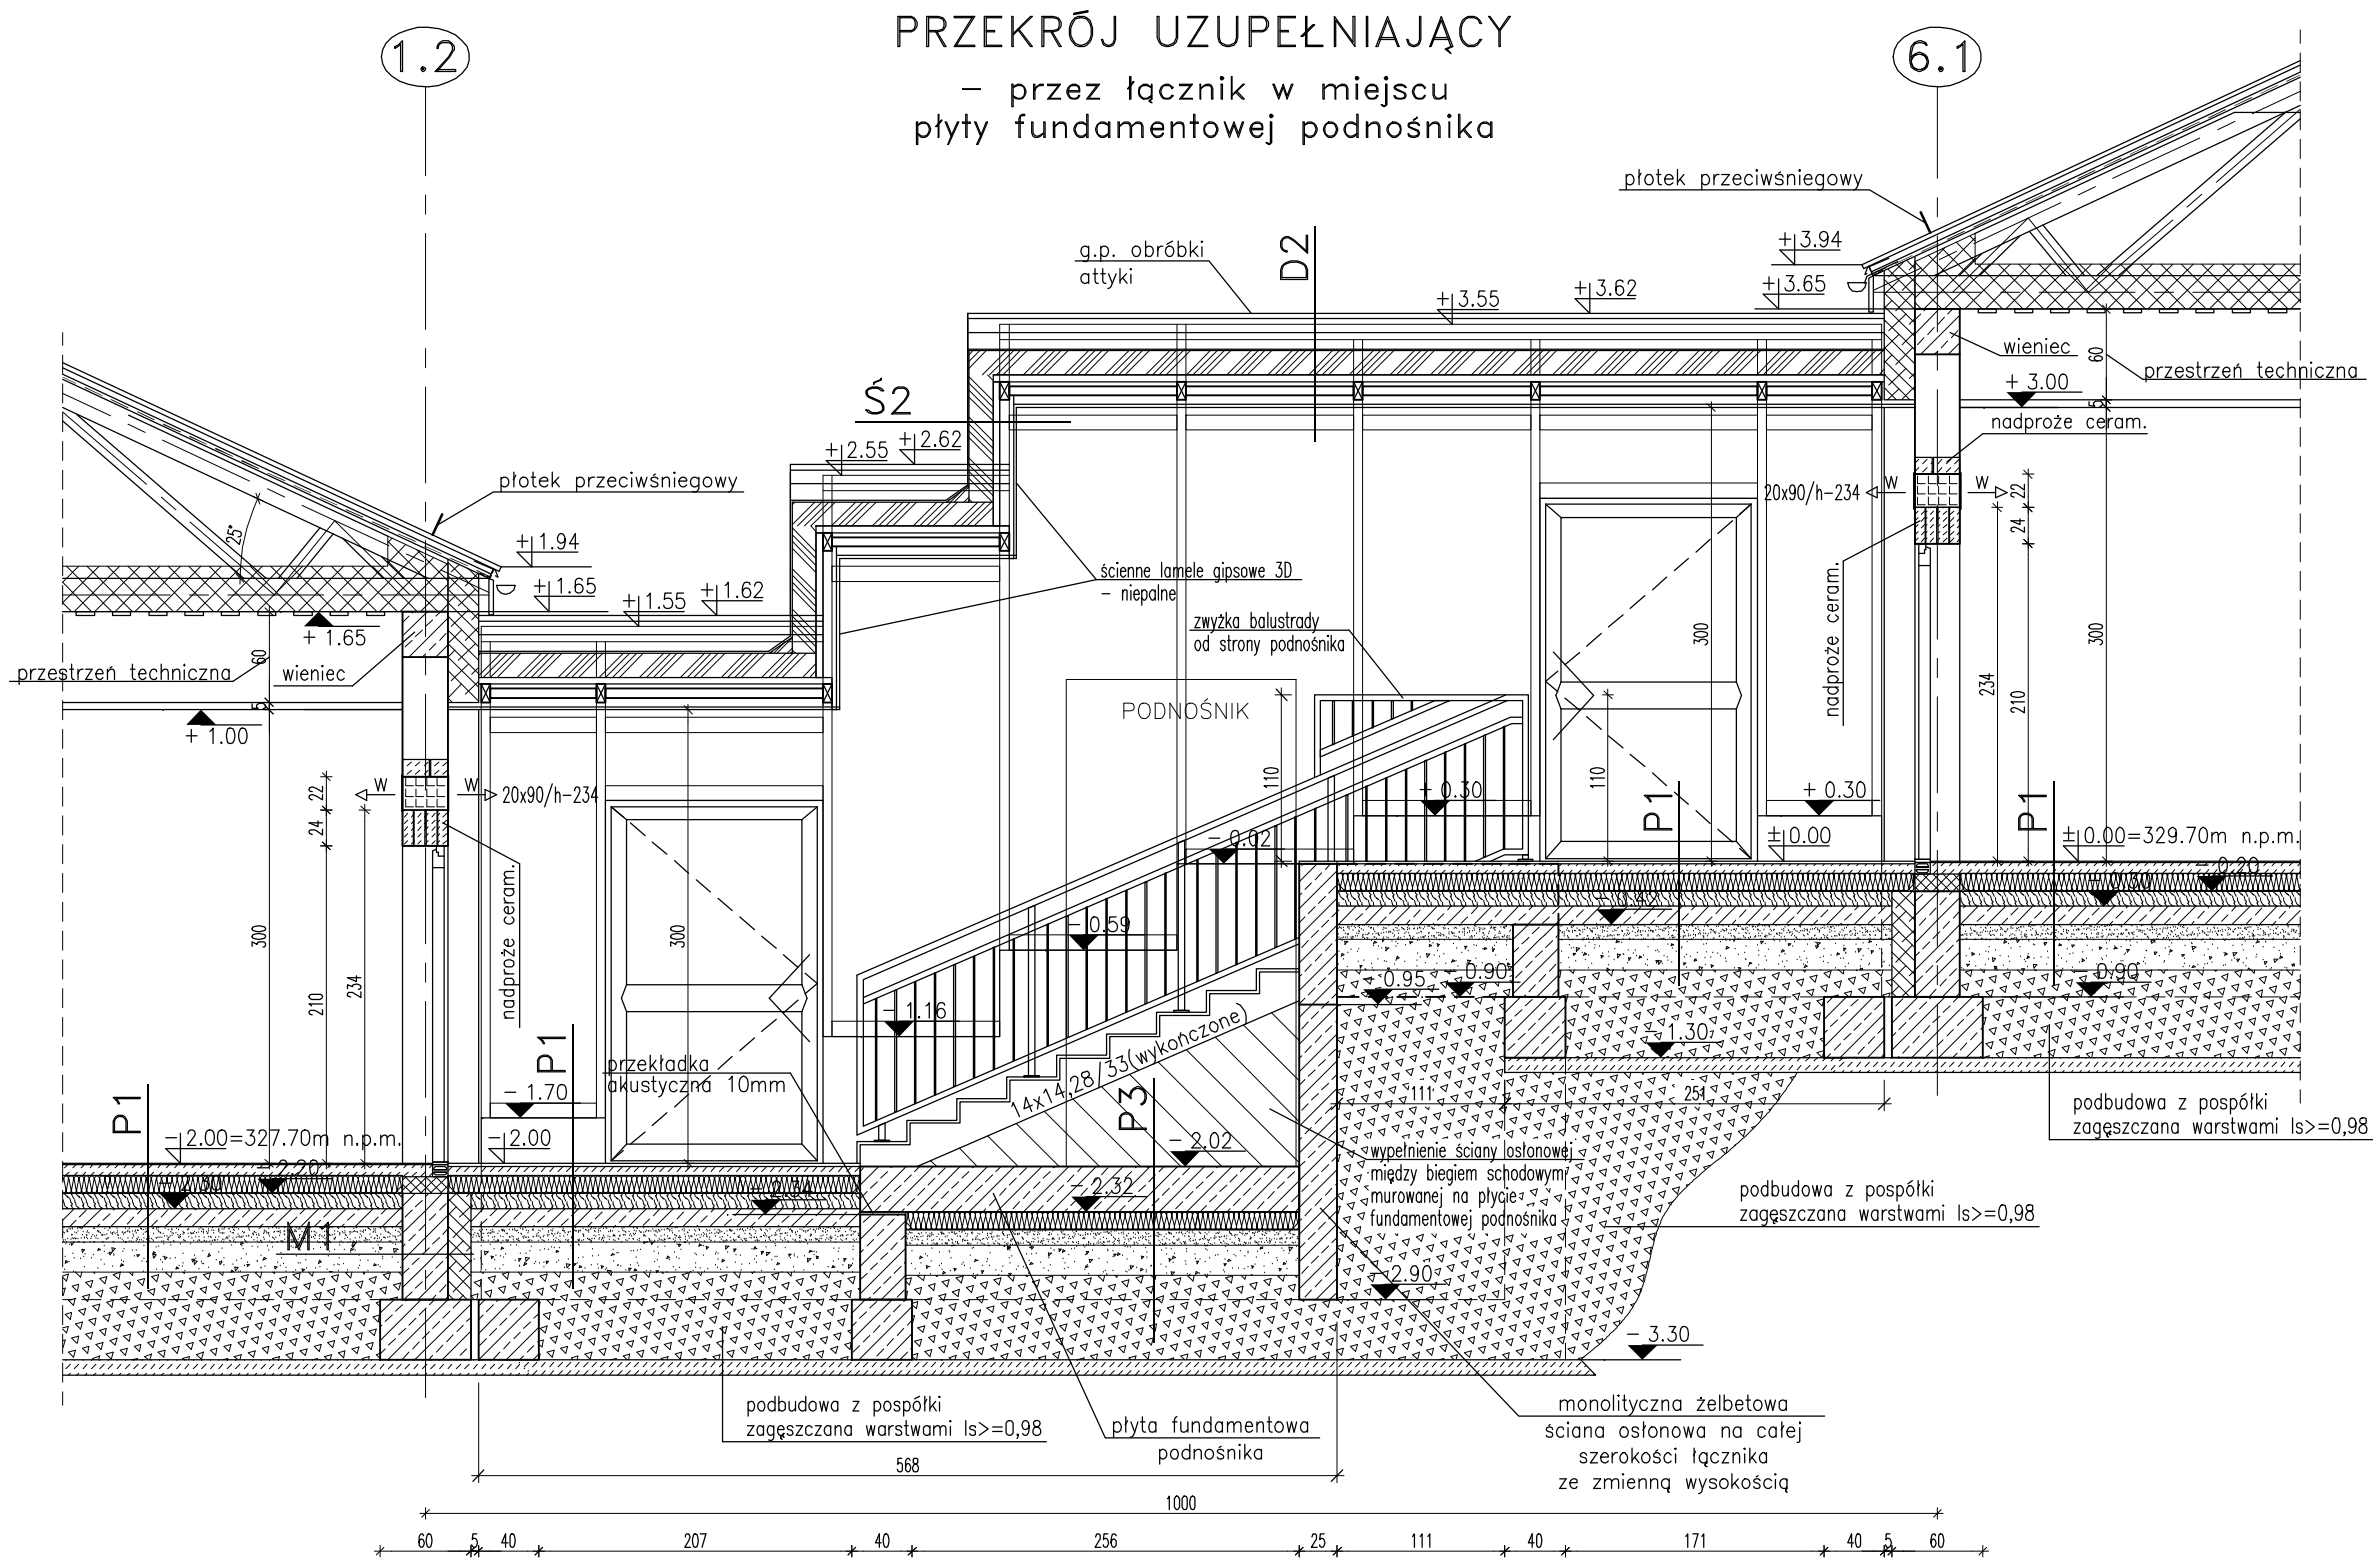 PRZEKRÓJ UZUPEŁNIAJĄCY
– przez łącznik w miejscu
płyty fundamentowej podnośnika
1.2
6.1
płotek przeciwśniegowy
g.p. obróbki
attyki
D2
+3.94
+3.65
+3.55
+3.62
wieniec
60
przestrzeń techniczna
+ 3.00
5
nadproże ceram.
Ś2
+2.55
+2.62
płotek przeciwśniegowy
20x90/h-234
W
W
22
24
25°
+1.94
+1.65
+1.55
+1.62
+ 1.65
ścienne lamele gipsowe 3D
– niepalne
zwyżka balustrady
od strony podnośnika
nadproże ceram.
300
300
234
210
60
przestrzeń techniczna
wieniec
5
+ 1.00
PODNOŚNIK
110
110
W
W
20x90/h-234
22
24
+ 0.30
+ 0.30
P1
P1
±0.00
±0.00=329.70m n.p.m.
– 0.02
– 0.20
– 0.30
– 0.42
nadproże ceram.
300
300
234
210
– 0.59
– 0.95
– 0.90
– 0.90
– 1.16
– 1.30
14x14,28/33(wykończone)
P1
P1
przekładka
akustyczna 10mm
P3
– 1.70
111
251
podbudowa z pospółki
zagęszczana warstwami Is>=0,98
– 2.00=327.70m n.p.m.
– 2.00
– 2.02
– 2.20
– 2.30
– 2.34
– 2.32
wypełnienie ściany osłonowej
między biegiem schodowym
murowanej na płycie
fundamentowej podnośnika
podbudowa z pospółki
zagęszczana warstwami Is>=0,98
M1
– 2.90
– 3.30
podbudowa z pospółki
zagęszczana warstwami Is>=0,98
płyta fundamentowa
podnośnika
monolityczna żelbetowa
ściana osłonowa na całej
szerokości łącznika
ze zmienną wysokością
568
1000
60 5 40 207 40 256 25 111 40 171 40 5 60